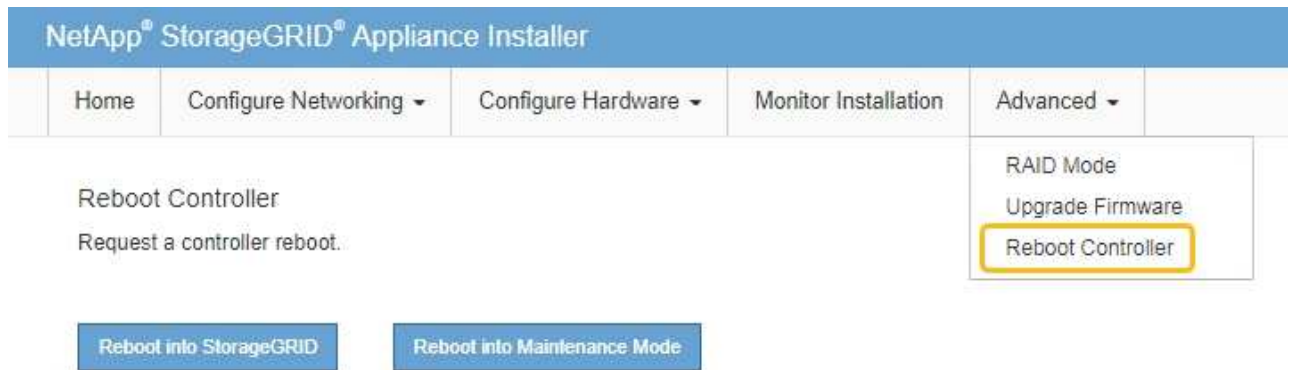 NetApp® StorageGRID® Appliance Installer
Home Configure Networking Configure Hardware Monitor Installation Advanced
RAID Mode
Upgrade Firmware
Reboot Controller
Reboot Controller
Request a controller reboot.
Reboot into StorageGRID Reboot into Maintenance Mode